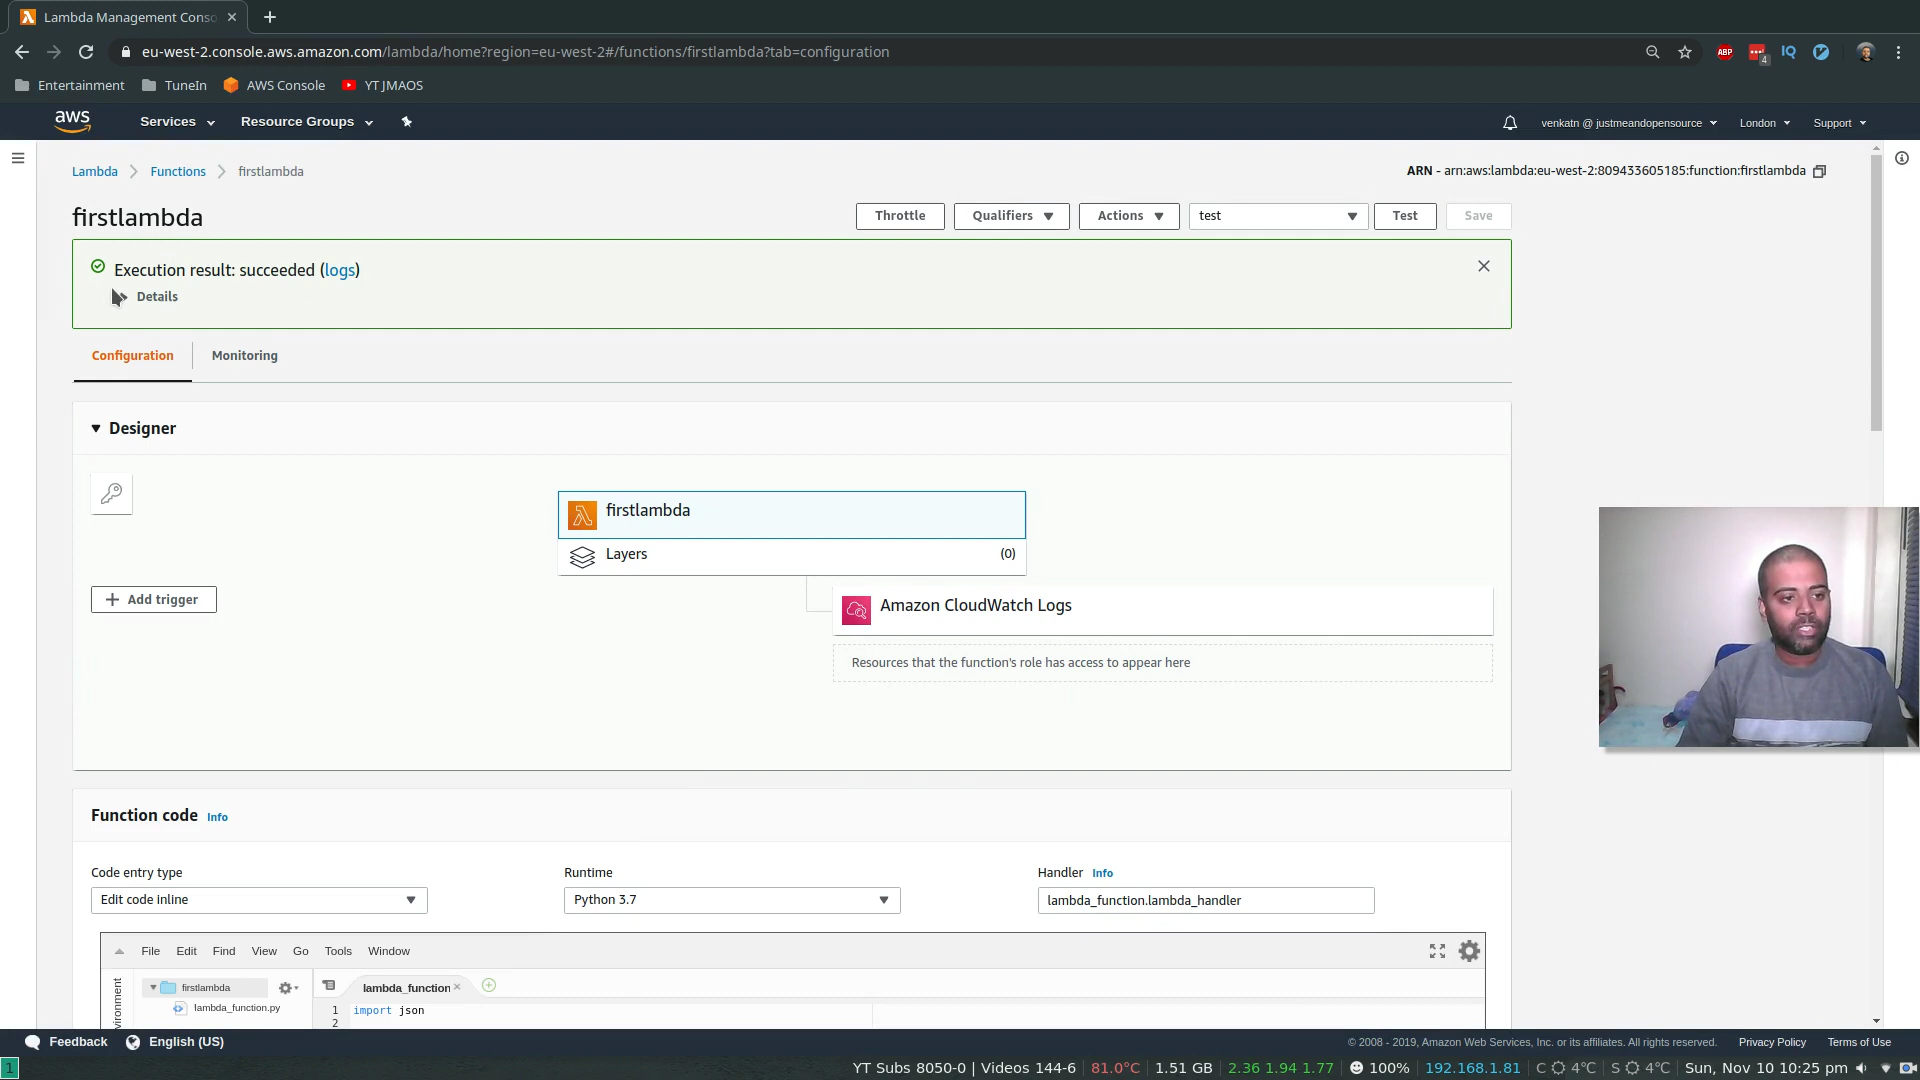 Lambda Management Conso
eu-west-2.console.aws.amazon.com/lambda/home?region=eu-west-2#/functions/firstlambda?tab=configuration
ABP
4
IQ
Entertainment TuneIn AWS Console YT JMAOS
aws Services Resource Groups venkatn @ justmeandopensource London Support
Lambda Functions firstlambda
ARN - arn:aws:lambda:eu-west-2:809433605185:function:firstlambda
firstlambda
Throttle Qualifiers Actions test Test Save
Execution result: succeeded (logs)
Details
Configuration Monitoring
Designer
firstlambda
Layers (0)
+ Add trigger
Amazon CloudWatch Logs
Resources that the function's role has access to appear here
Function code Info
Code entry type Runtime Handler Info
Edit code inline Python 3.7 lambda_function.lambda_handler
File Edit Find View Go Tools Window
firstlambda lambda_function
lambda_function.py
1 import json
2
Feedback English (US) © 2008 - 2019, Amazon Web Services, Inc. or its affiliates. All rights reserved. Privacy Policy Terms of Use
1 YT Subs 8050-0 | Videos 144-6 | 81.0°C | 1.51 GB | 2.36 1.94 1.77 | 100% | 192.168.1.81 | C 4°C | S 4°C | Sun, Nov 10 10:25 pm